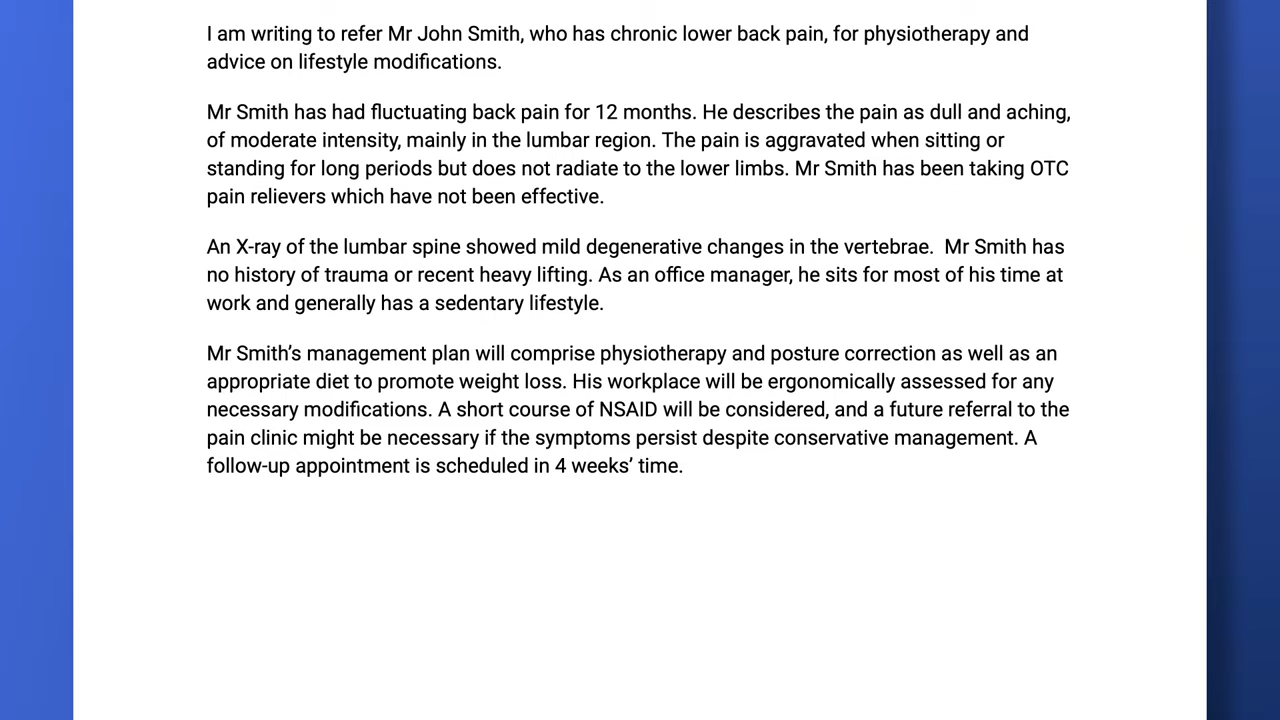 I am writing to refer Mr John Smith, who has chronic lower back pain, for physiotherapy and
advice on lifestyle modifications.
Mr Smith has had fluctuating back pain for 12 months. He describes the pain as dull and aching,
of moderate intensity, mainly in the lumbar region. The pain is aggravated when sitting or
standing for long periods but does not radiate to the lower limbs. Mr Smith has been taking OTC
pain relievers which have not been effective.
An X-ray of the lumbar spine showed mild degenerative changes in the vertebrae.  Mr Smith has
no history of trauma or recent heavy lifting. As an office manager, he sits for most of his time at
work and generally has a sedentary lifestyle.
Mr Smith’s management plan will comprise physiotherapy and posture correction as well as an
appropriate diet to promote weight loss. His workplace will be ergonomically assessed for any
necessary modifications. A short course of NSAID will be considered, and a future referral to the
pain clinic might be necessary if the symptoms persist despite conservative management. A
follow-up appointment is scheduled in 4 weeks’ time.